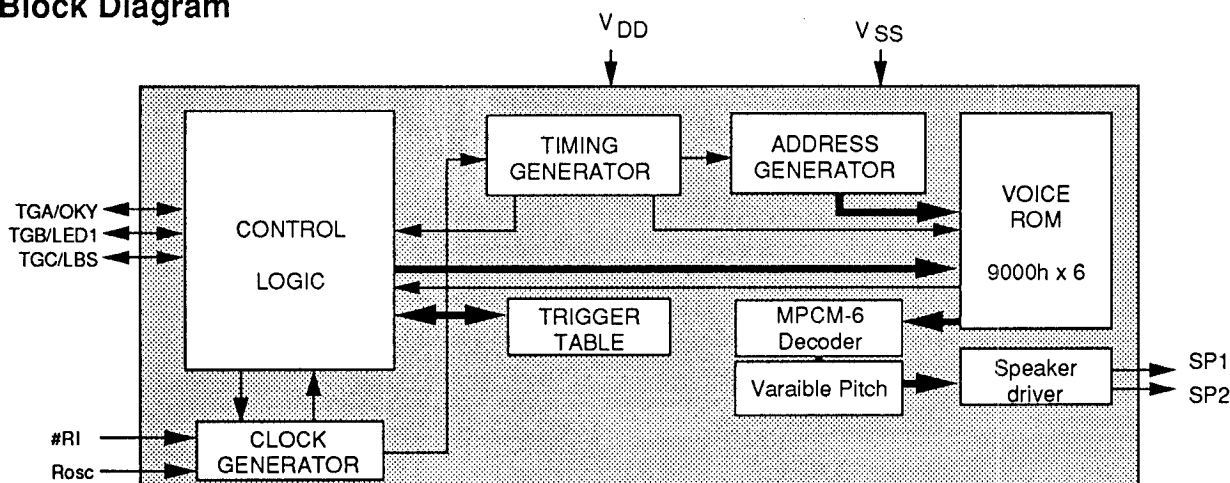 Block Diagram
V DD
V SS
CONTROL
LOGIC
TIMING
GENERATOR
ADDRESS
GENERATOR
VOICE
ROM
9000h x 6
TGA/OKY
TGB/LED1
TGC/LBS
TRIGGER
TABLE
MPCM-6
Decoder
Varaible Pitch
Speaker
driver
SP1
SP2
#RI
Rosc
CLOCK
GENERATOR